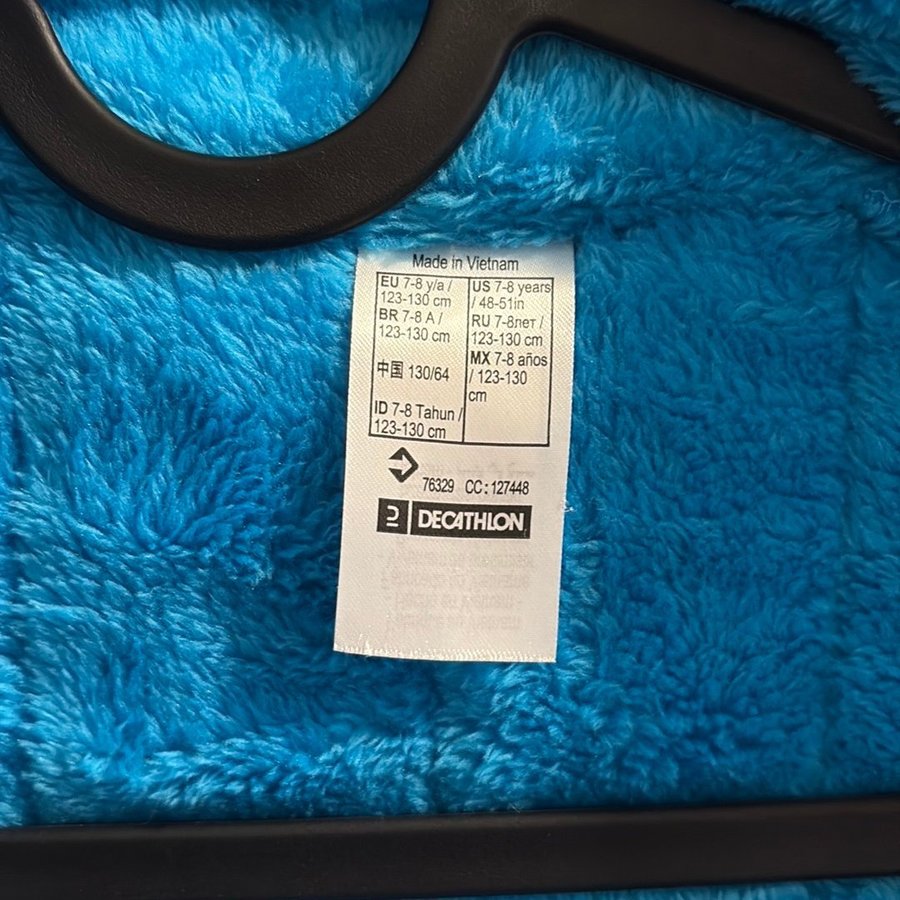 Made in Vietnam
EU 7-8 y/a /
123-130 cm
BR 7-8 A /
123-130 cm
中国 130/64
ID 7-8 Tahun /
123-130 cm
US 7-8 years
/ 48-51in
RU 7-8лет /
123-130 cm
MX 7-8 años
/ 123-130
cm
76329 CC : 127448
DECATHLON